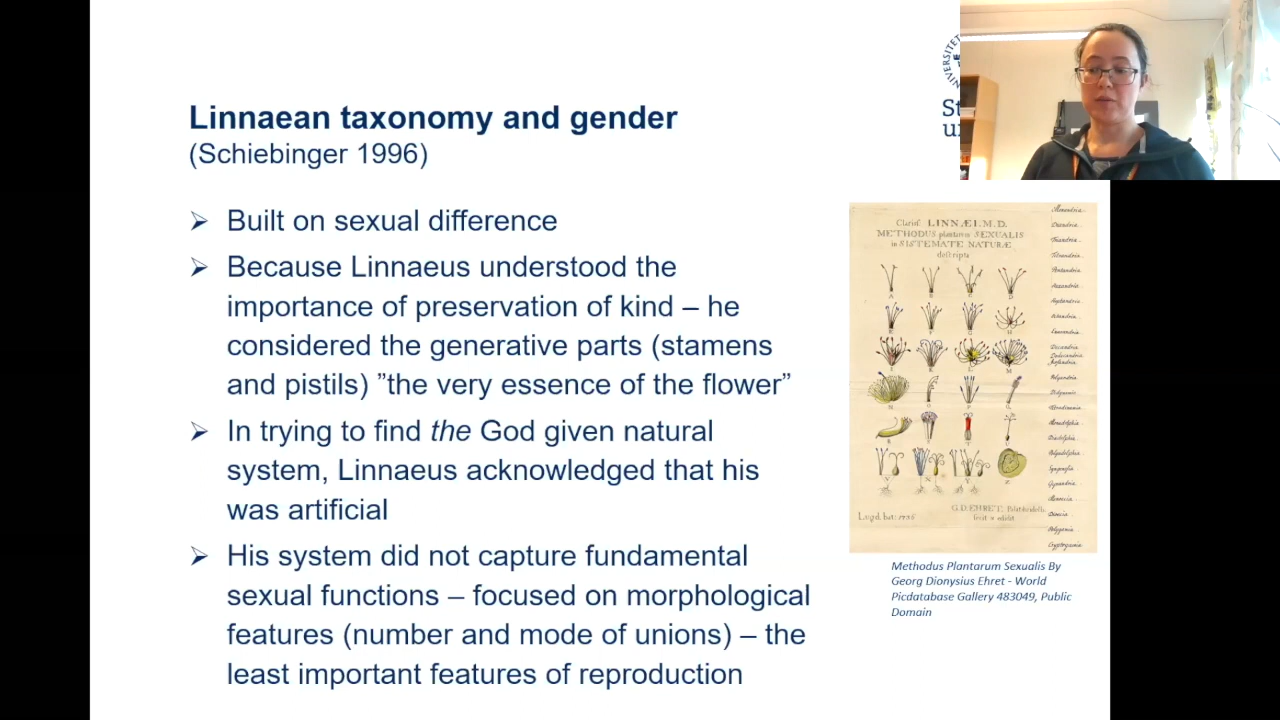 Linnaean taxonomy and gender
(Schiebinger 1996)
➢ Built on sexual difference
➢ Because Linnaeus understood the
importance of preservation of kind – he
considered the generative parts (stamens
and pistils) ”the very essence of the flower”
➢ In trying to find the God given natural
system, Linnaeus acknowledged that his
was artificial
➢ His system did not capture fundamental
sexual functions – focused on morphological
features (number and mode of unions) – the
least important features of reproduction
UNIVERSITET
St
un
LINNÆI. M. D.
METHODUS plantarum SEXUALIS
in SISTEMATE NATURÆ
descripta
G.D. EHRET.
Methodus Plantarum Sexualis By
Georg Dionysius Ehret - World
Picdatabase Gallery 483049, Public
Domain